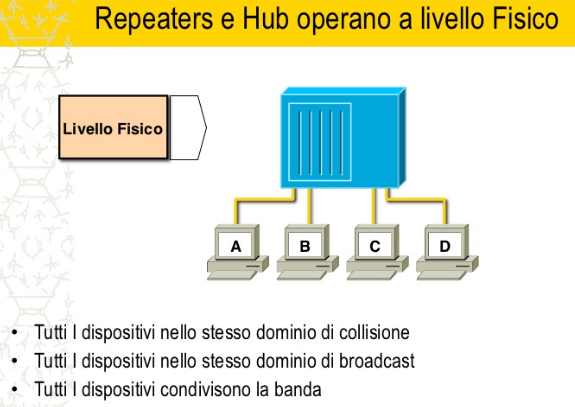 Repeaters e Hub operano a livello Fisico
Livello Fisico
A B C D
• Tutti I dispositivi nello stesso dominio di collisione
• Tutti I dispositivi nello stesso dominio di broadcast
• Tutti I dispositivi condivisono la banda